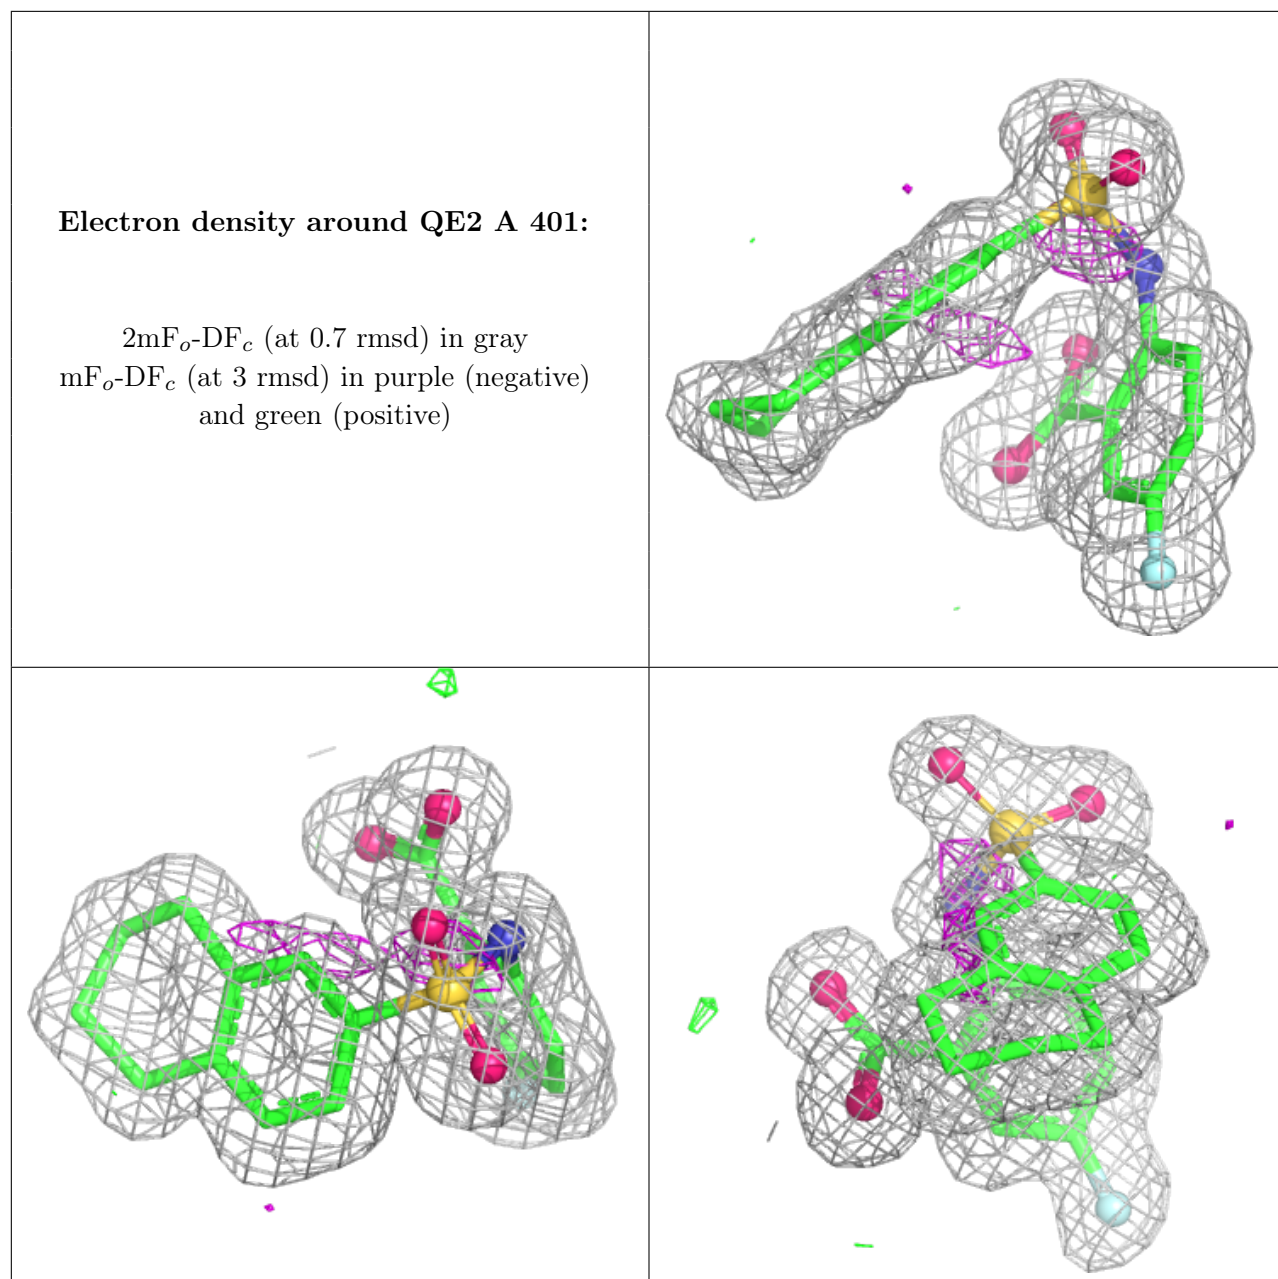 Electron density around QE2 A 401:
2mFo-DFc (at 0.7 rmsd) in gray
mFo-DFc (at 3 rmsd) in purple (negative)
and green (positive)